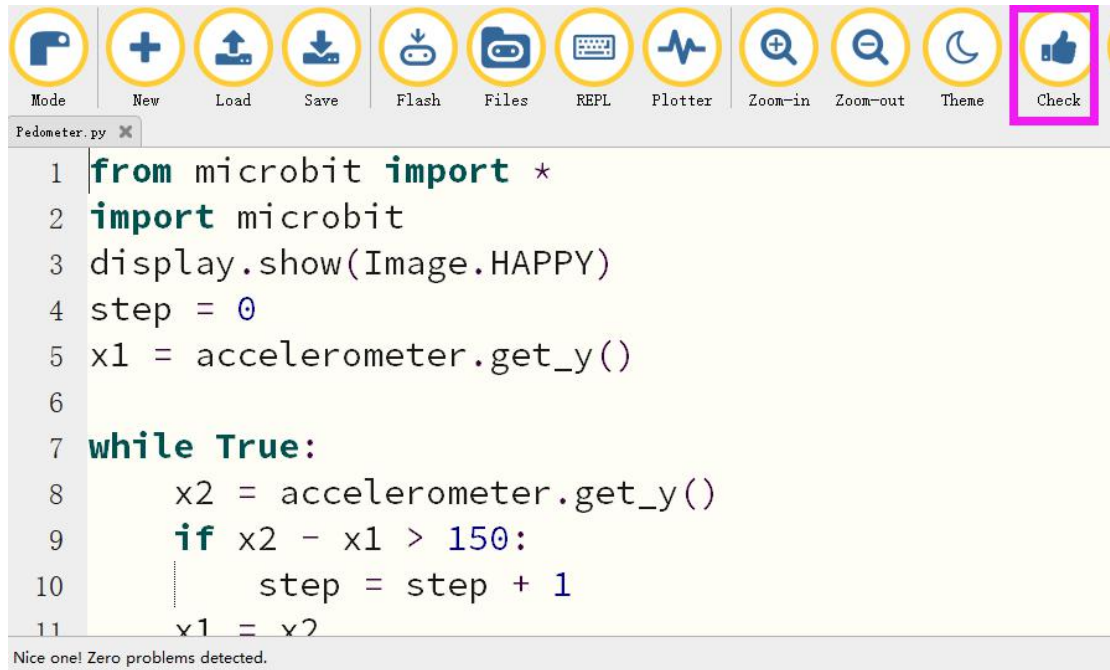 Mode New Load Save Flash Files REPL Plotter Zoom-in Zoom-out Theme Check
Pedometer.py
1 from microbit import *
2 import microbit
3 display.show(Image.HAPPY)
4 step = 0
5 x1 = accelerometer.get_y()
6
7 while True:
8     x2 = accelerometer.get_y()
9     if x2 - x1 > 150:
10         step = step + 1
11     x1 = x2
Nice one! Zero problems detected.